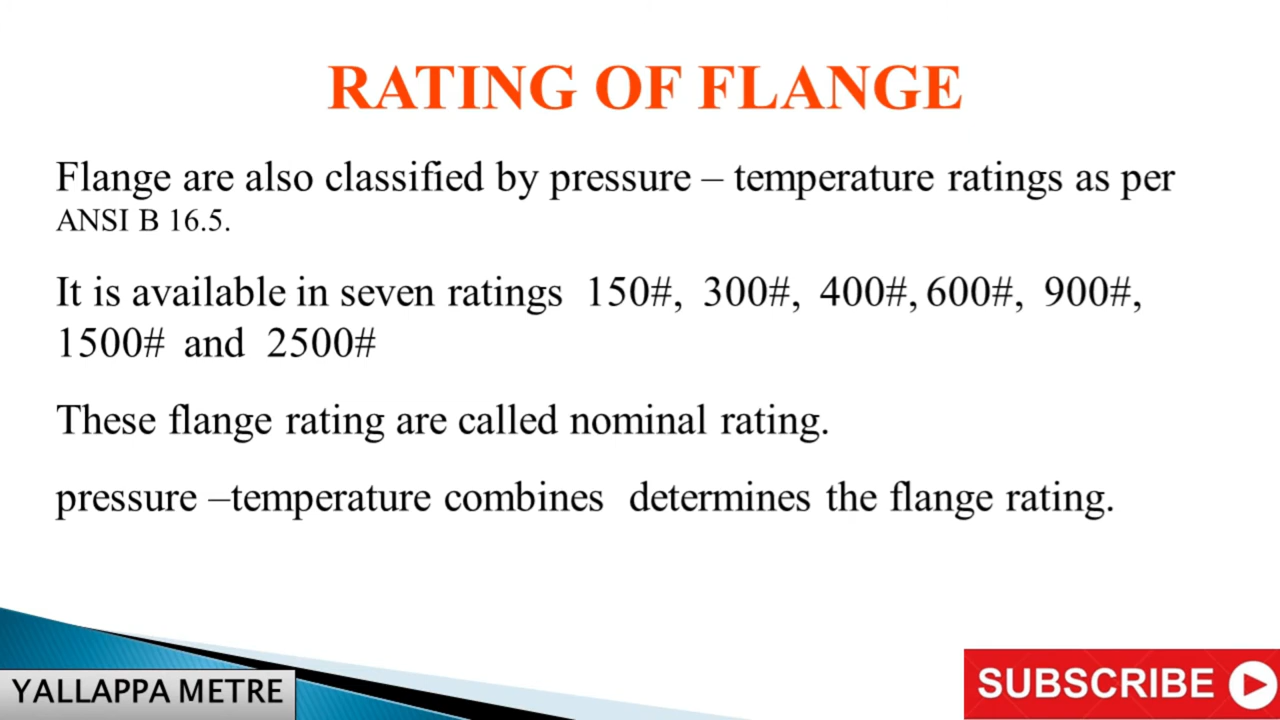 RATING OF FLANGE
Flange are also classified by pressure – temperature ratings as per
ANSI B 16.5.
It is available in seven ratings 150#, 300#, 400#, 600#, 900#,
1500# and 2500#
These flange rating are called nominal rating.
pressure –temperature combines determines the flange rating.
YALLAPPA METRE
SUBSCRIBE